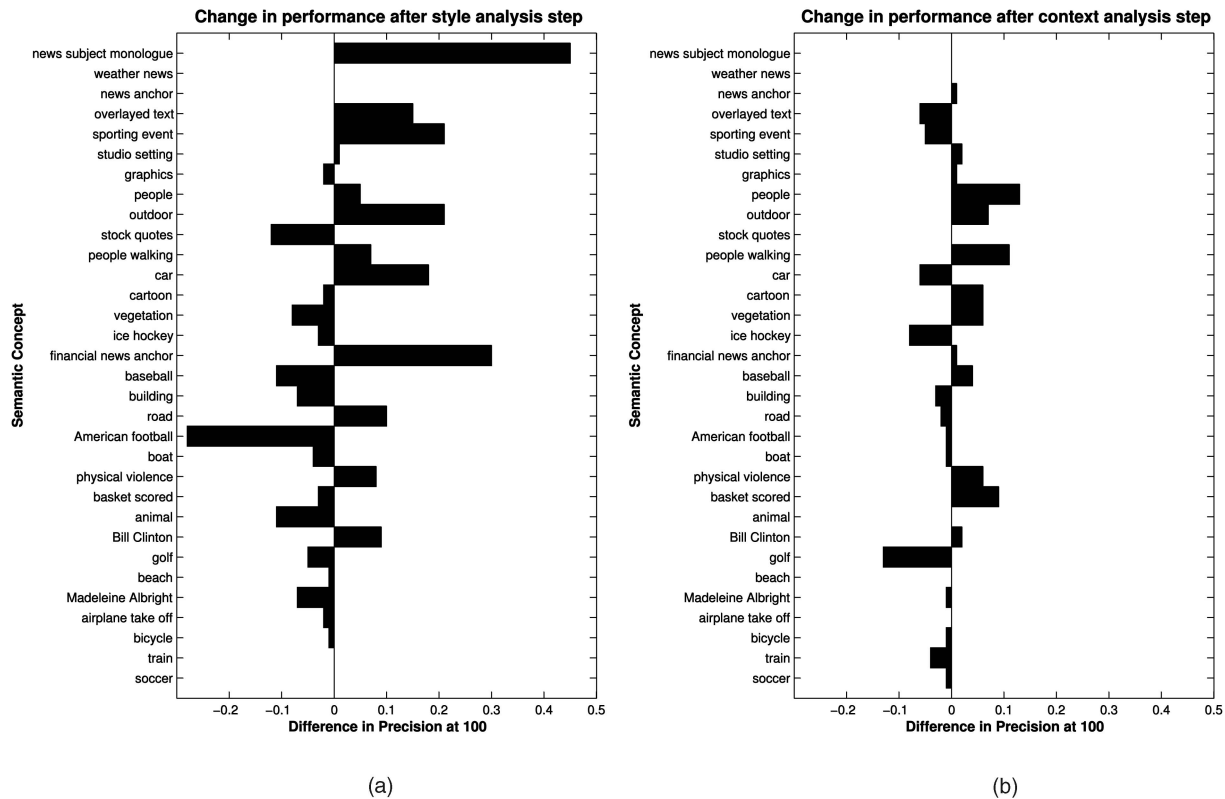 Change in performance after style analysis step
news subject monologue
weather news
news anchor
overlayed text
sporting event
studio setting
graphics
people
outdoor
stock quotes
people walking
car
cartoon
vegetation
ice hockey
financial news anchor
baseball
building
road
American football
boat
physical violence
basket scored
animal
Bill Clinton
golf
beach
Madeleine Albright
airplane take off
bicycle
train
soccer
Semantic Concept
−0.2 −0.1 0 0.1 0.2 0.3 0.4 0.5
Difference in Precision at 100
(a)
Change in performance after context analysis step
news subject monologue
weather news
news anchor
overlayed text
sporting event
studio setting
graphics
people
outdoor
stock quotes
people walking
car
cartoon
vegetation
ice hockey
financial news anchor
baseball
building
road
American football
boat
physical violence
basket scored
animal
Bill Clinton
golf
beach
Madeleine Albright
airplane take off
bicycle
train
soccer
Semantic Concept
−0.2 −0.1 0 0.1 0.2 0.3 0.4 0.5
Difference in Precision at 100
(b)